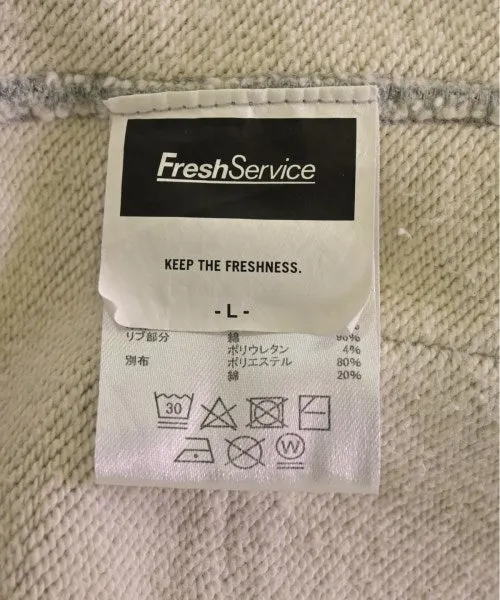 FreshService
KEEP THE FRESHNESS.
- L -
%
リブ部分 綿 96%
ポリウレタン 4%
別布 ポリエステル 80%
綿 20%
30
W